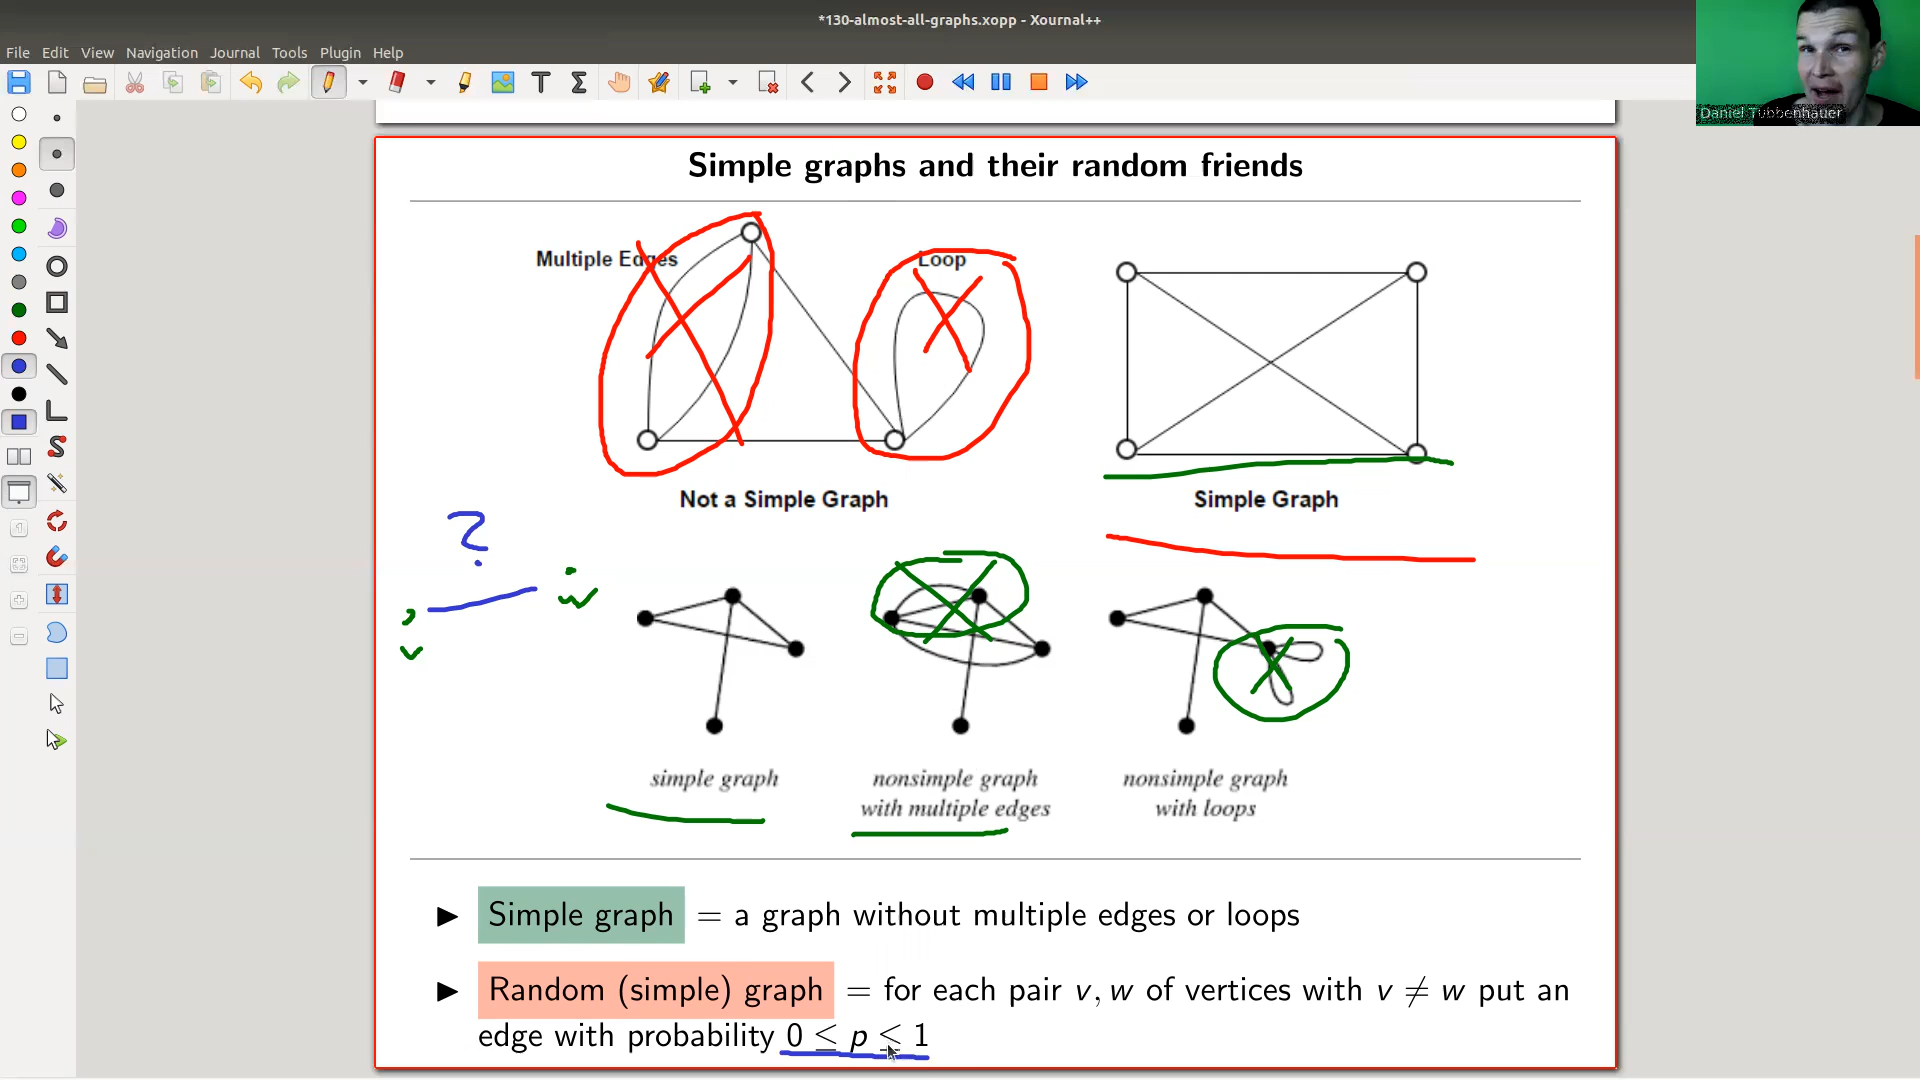 *130-almost-all-graphs.xopp - Xournal++
File Edit View Navigation Journal Tools Plugin Help
Daniel Tubbenhauer
Simple graphs and their random friends
Multiple Edges
Loop
Not a Simple Graph
Simple Graph
?
v
w
simple graph
nonsimple graph
with multiple edges
nonsimple graph
with loops
▶ Simple graph = a graph without multiple edges or loops
▶ Random (simple) graph = for each pair v, w of vertices with v ≠ w put an
edge with probability 0 ≤ p ≤ 1